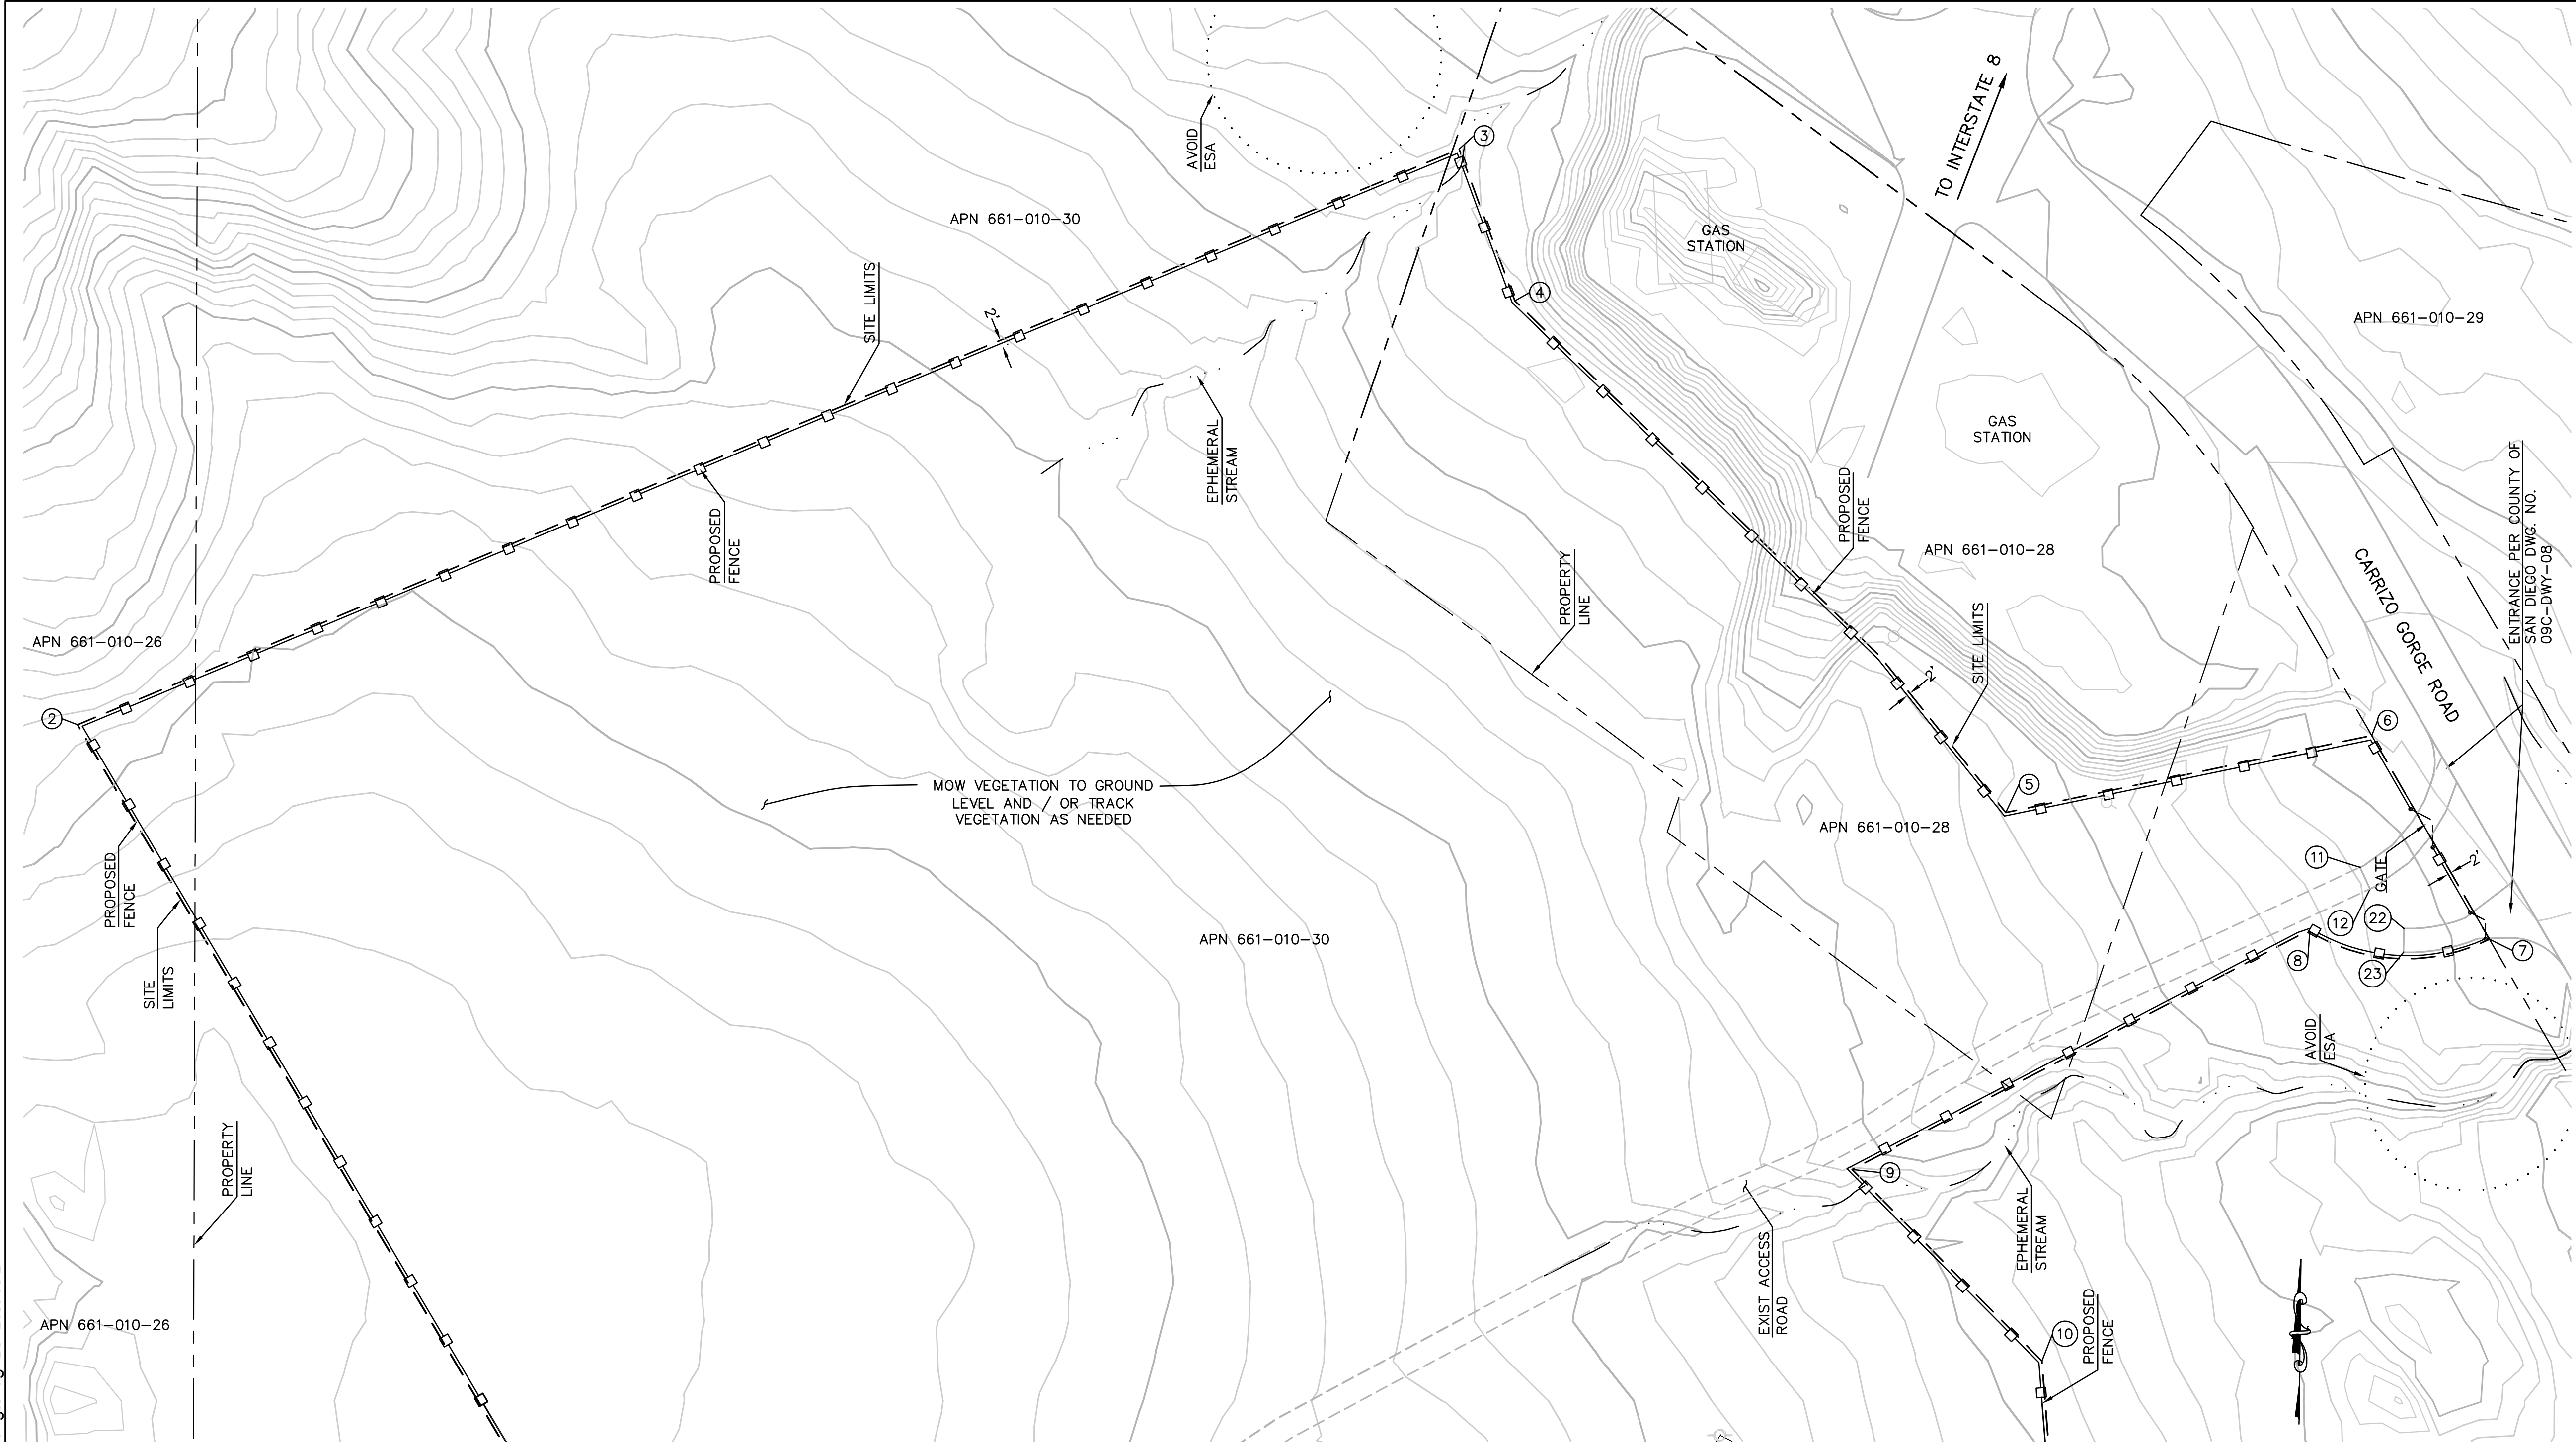 TO INTERSTATE 8
AVOID
ESA
3
APN 661-010-30
GAS
STATION
SITE LIMITS
2'
4
APN 661-010-29
GAS
STATION
EPHEMERAL
STREAM
PROPOSED
FENCE
PROPOSED
FENCE
APN 661-010-28
ENTRANCE PER COUNTY OF
SAN DIEGO DWG. NO.
09C-DWY-08
CARRIZO GORGE ROAD
PROPERTY
LINE
SITE LIMITS
2'
APN 661-010-26
2
6
5
MOW VEGETATION TO GROUND
LEVEL AND / OR TRACK
VEGETATION AS NEEDED
APN 661-010-28
11
GATE
2'
PROPOSED
FENCE
12
22
APN 661-010-30
7
8
23
SITE
LIMITS
AVOID
ESA
PROPERTY
LINE
9
EPHEMERAL
STREAM
EXIST ACCESS
ROAD
APN 661-010-26
10
PROPOSED
FENCE